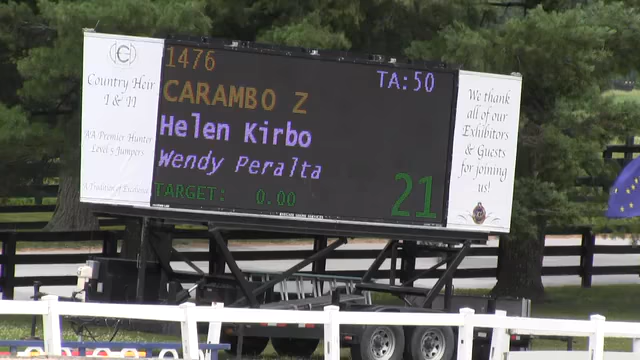 Country Heir
I & II
AA Premier Hunter
Level 5 Jumpers
A Tradition of
1476
TA:50
CARAMBO Z
Helen Kirbo
Wendy Peralta
TARGET: 0.00
21
We thank
all of our
Exhibitors
& Guests
for joining
us!